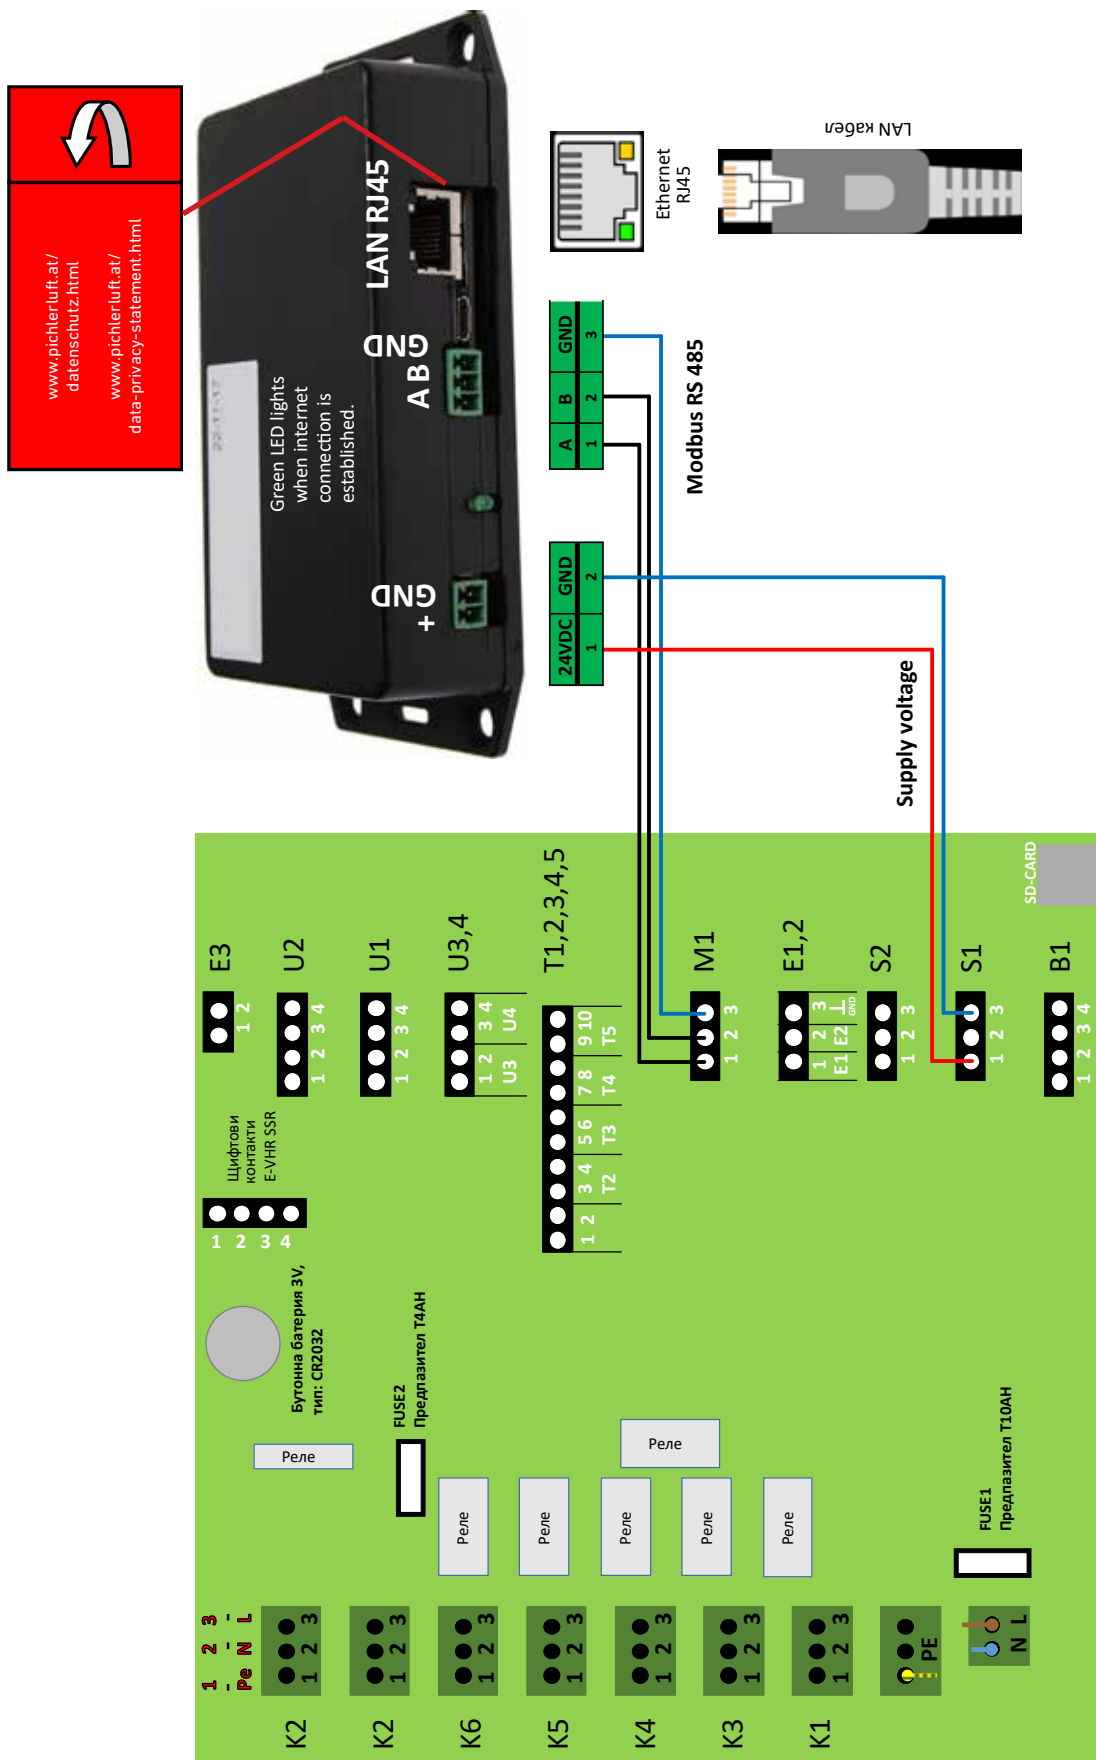 www.pichlerluft.at/
datenschutz.html
www.pichlerluft.at/
data-privacy-statement.html
Green LED lights
when internet
connection is
established.
+
GND
A B
GND
LAN RJ45
24VDC
GND
1
2
A
B
GND
1
2
3
Ethernet
RJ45
LAN кабел
Modbus RS 485
Supply voltage
E3
1 2
U2
1 2 3 4
U1
1 2 3 4
U3,4
1 2 3 4
U3 U4
T1,2,3,4,5
1 2 3 4 5 6 7 8 9 10
T2 T3 T4 T5
M1
1 2 3
E1,2
1 2 3
E1 E2
GND
S2
1 2 3
S1
1 2 3
B1
1 2 3 4
SD-CARD
Щифтови
контакти
E-VHR SSR
1
2
3
4
Бутонна батерия 3V,
тип: CR2032
FUSE2
Предпазител T4AH
FUSE1
Предпазител T10AH
Реле
Реле
Реле
Реле
Реле
Реле
Реле
1 2 3
- - -
Pe N L
K2
1 2 3
K2
1 2 3
K6
1 2 3
K5
1 2 3
K4
1 2 3
K3
1 2 3
K1
1 2 3
PE
N L